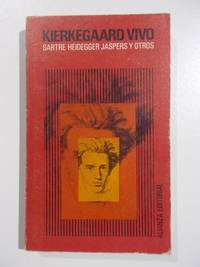 KIERKEGAARD VIVO
SARTRE HEIDEGGER JASPERS Y OTROS
ALIANZA EDITORIAL